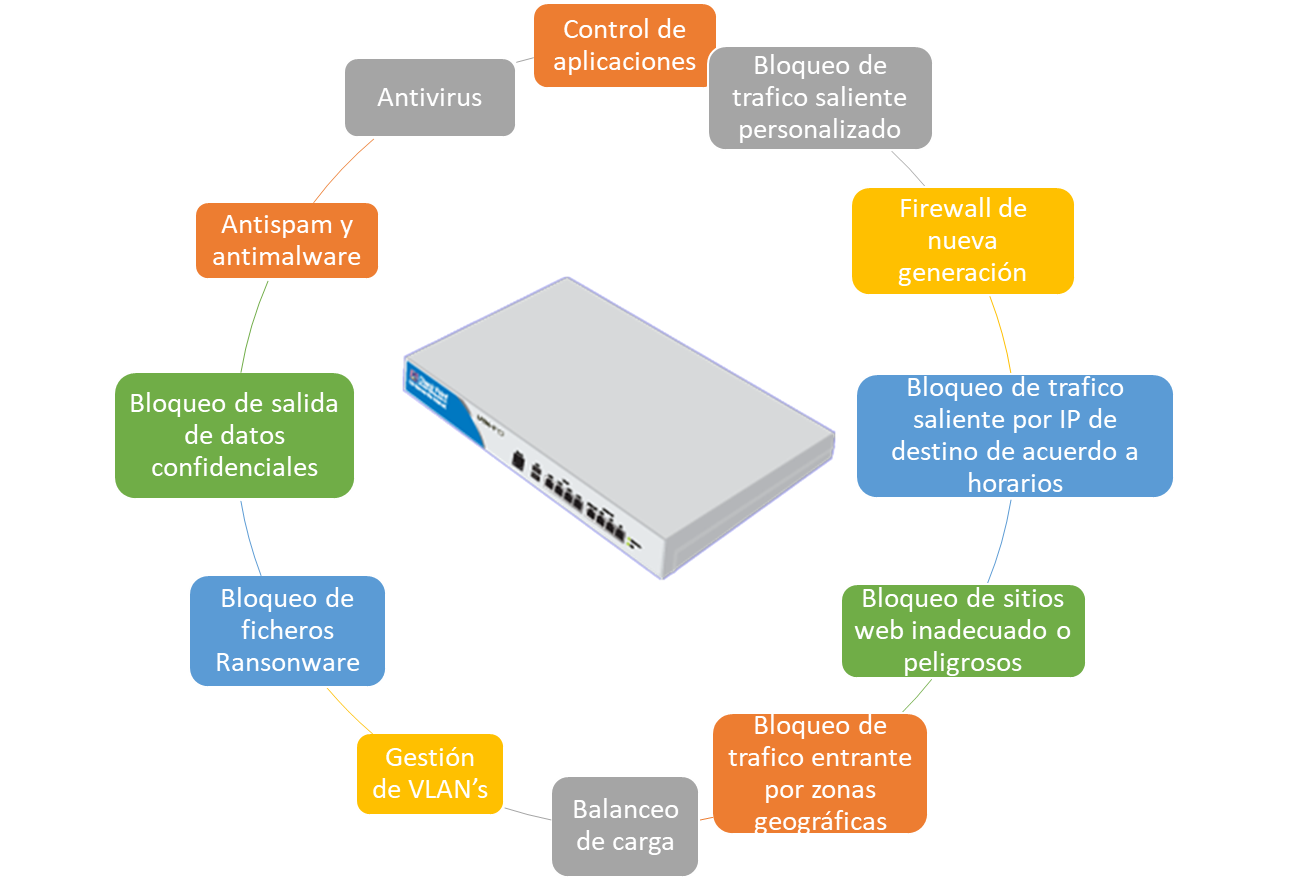 Control de
aplicaciones
Bloqueo de
trafico saliente
personalizado
Firewall de
nueva
generación
Bloqueo de trafico
saliente por IP de
destino de acuerdo a
horarios
Bloqueo de sitios
web inadecuado o
peligrosos
Bloqueo de
trafico entrante
por zonas
geográficas
Balanceo
de carga
Gestión
de VLAN’s
Bloqueo de
ficheros
Ransonware
Bloqueo de salida
de datos
confidenciales
Antispam y
antimalware
Antivirus